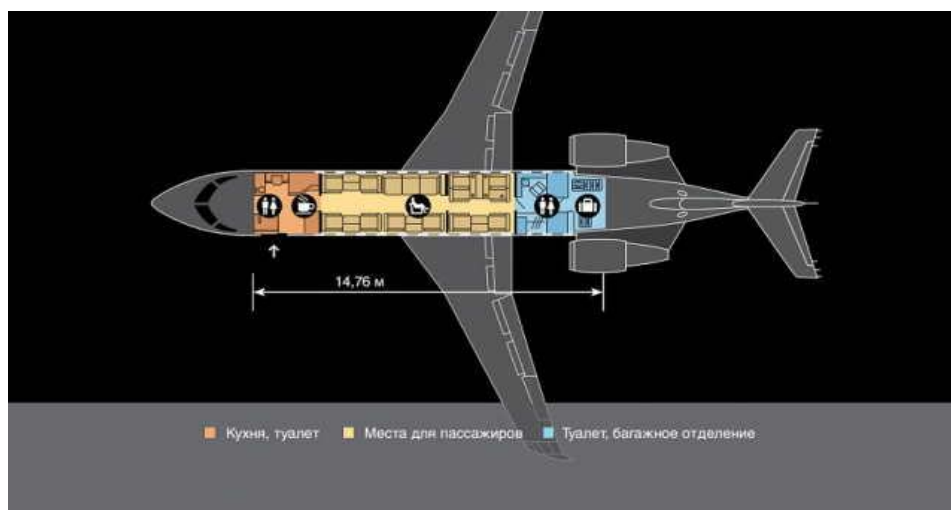 14,76 м
Кухня, туалет
Места для пассажиров
Туалет, багажное отделение